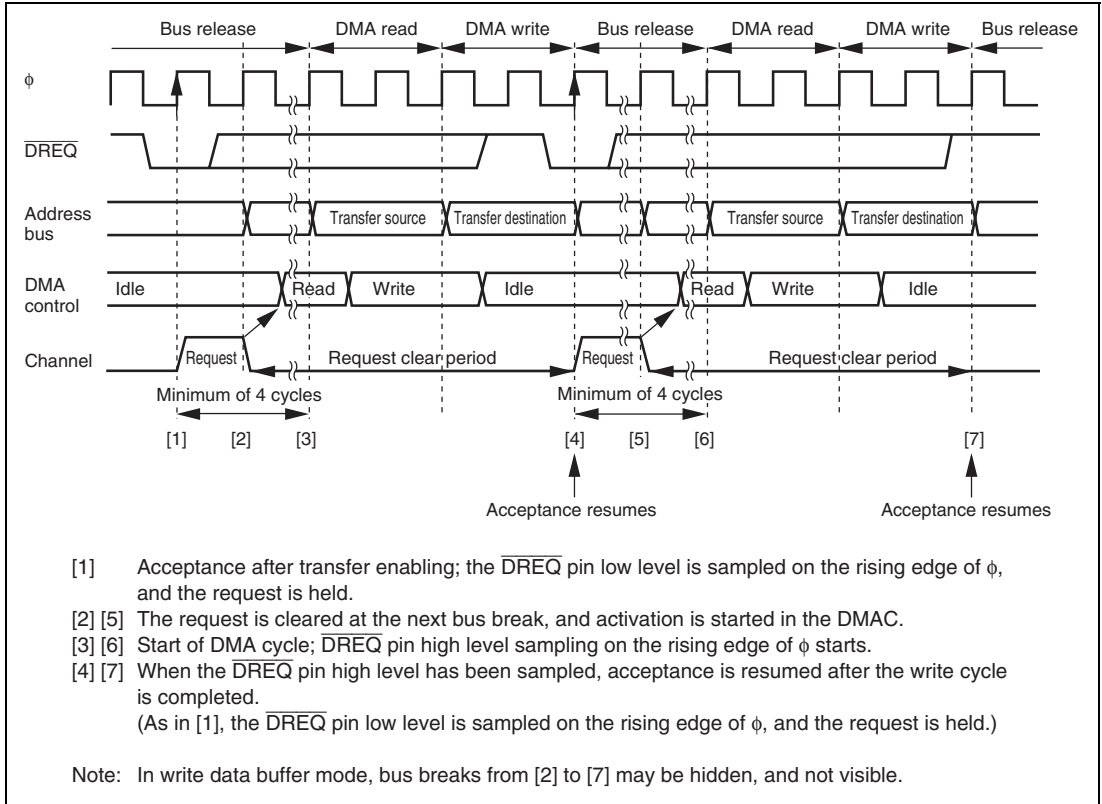 Bus release DMA read DMA write Bus release DMA read DMA write Bus release
φ
DREQ
Address bus
Transfer source Transfer destination Transfer source Transfer destination
DMA control
Idle Read Write Idle Read Write Idle
Channel
Request Request clear period Request Request clear period
Minimum of 4 cycles Minimum of 4 cycles
[1] [2] [3] [4] [5] [6] [7]
Acceptance resumes Acceptance resumes
[1] Acceptance after transfer enabling; the DREQ pin low level is sampled on the rising edge of φ,
and the request is held.
[2] [5] The request is cleared at the next bus break, and activation is started in the DMAC.
[3] [6] Start of DMA cycle; DREQ pin high level sampling on the rising edge of φ starts.
[4] [7] When the DREQ pin high level has been sampled, acceptance is resumed after the write cycle
is completed.
(As in [1], the DREQ pin low level is sampled on the rising edge of φ, and the request is held.)
Note: In write data buffer mode, bus breaks from [2] to [7] may be hidden, and not visible.